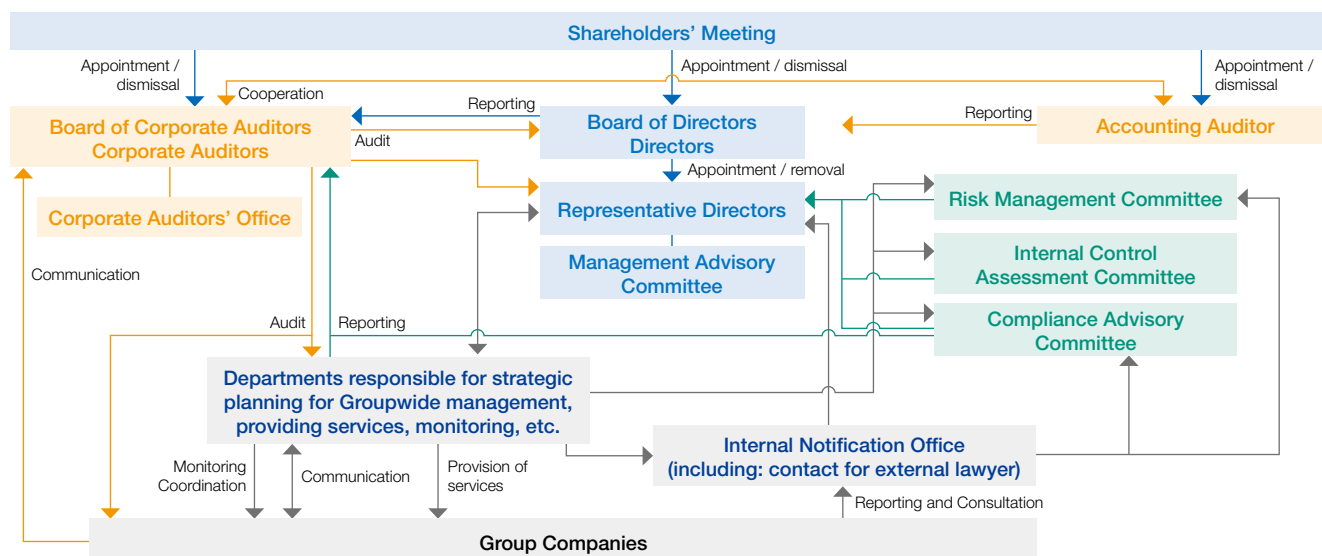 Shareholders’ Meeting
Appointment /
dismissal
Appointment / dismissal
Appointment /
dismissal
Cooperation
Reporting
Reporting
Board of Corporate Auditors
Corporate Auditors
Audit
Board of Directors
Directors
Accounting Auditor
Appointment / removal
Corporate Auditors’ Office
Representative Directors
Risk Management Committee
Communication
Management Advisory
Committee
Internal Control
Assessment Committee
Audit
Reporting
Compliance Advisory
Committee
Departments responsible for strategic
planning for Groupwide management,
providing services, monitoring, etc.
Internal Notification Office
(including: contact for external lawyer)
Monitoring
Coordination
Communication
Provision of
services
Reporting and Consultation
Group Companies